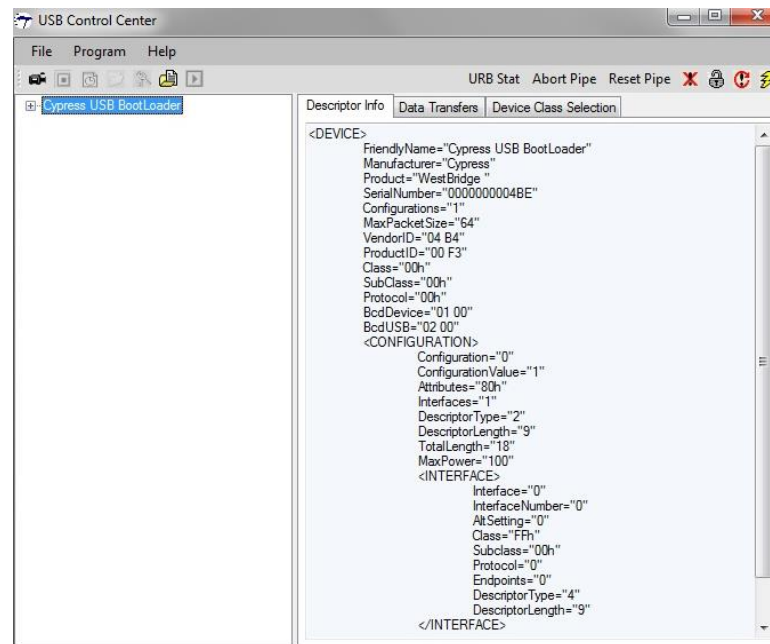 USB Control Center
File Program Help
URB Stat Abort Pipe Reset Pipe
Cypress USB BootLoader
Descriptor Info Data Transfers Device Class Selection
<DEVICE>
FriendlyName="Cypress USB BootLoader"
Manufacturer="Cypress"
Product="WestBridge "
SerialNumber="0000000004BE"
Configurations="1"
MaxPacketSize="64"
VendorID="04 B4"
ProductID="00 F3"
Class="00h"
SubClass="00h"
Protocol="00h"
BcdDevice="01 00"
BcdUSB="02 00"
<CONFIGURATION>
Configuration="0"
ConfigurationValue="1"
Attributes="80h"
Interfaces="1"
DescriptorType="2"
DescriptorLength="9"
TotalLength="18"
MaxPower="100"
<INTERFACE>
Interface="0"
InterfaceNumber="0"
AltSetting="0"
Class="FFh"
Subclass="00h"
Protocol="0"
Endpoints="0"
DescriptorType="4"
DescriptorLength="9"
</INTERFACE>